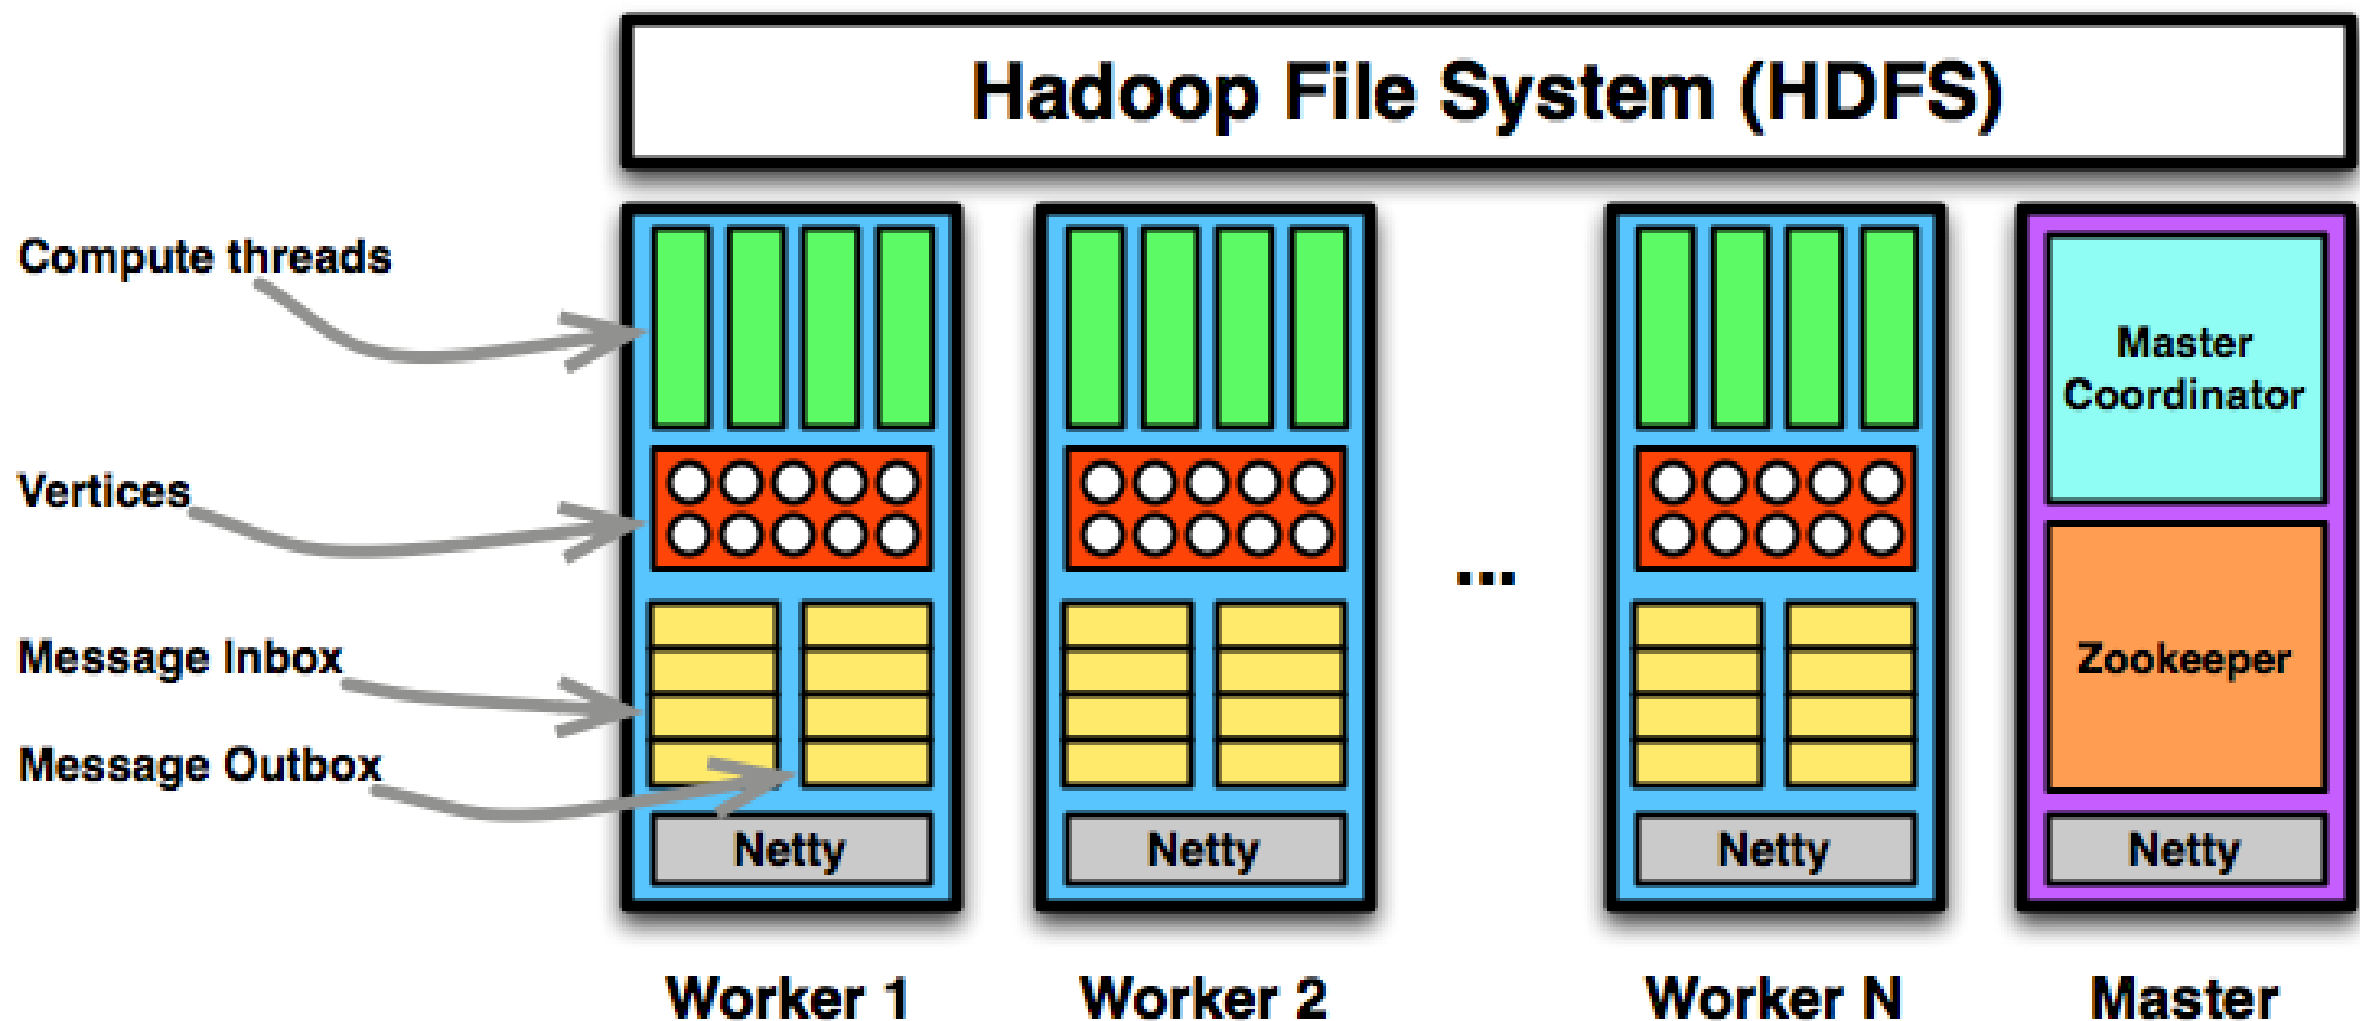 Hadoop File System (HDFS)
Compute threads
Vertices
Message Inbox
Message Outbox
Netty
Netty
...
Netty
Master
Coordinator
Zookeeper
Netty
Worker 1
Worker 2
Worker N
Master